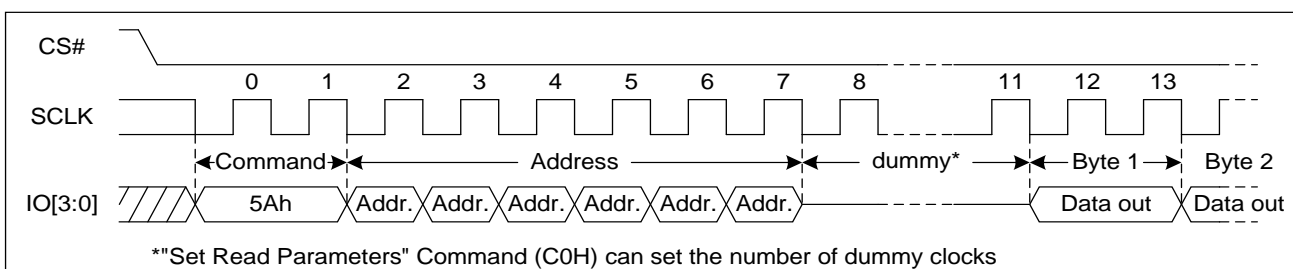 CS#
0 1 2 3 4 5 6 7 8 11 12 13
SCLK
Command Address dummy* Byte 1 Byte 2
IO[3:0] 5Ah Addr. Addr. Addr. Addr. Addr. Addr. Data out Data out
*"Set Read Parameters" Command (C0H) can set the number of dummy clocks